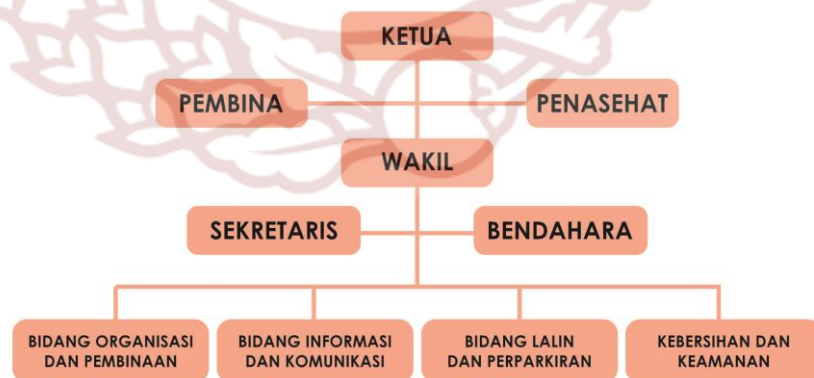 KETUA
PEMBINA
PENASEHAT
WAKIL
SEKRETARIS
BENDAHARA
BIDANG ORGANISASI
DAN PEMBINAAN
BIDANG INFORMASI
DAN KOMUNIKASI
BIDANG LALIN
DAN PERPARKIRAN
KEBERSIHAN DAN
KEAMANAN